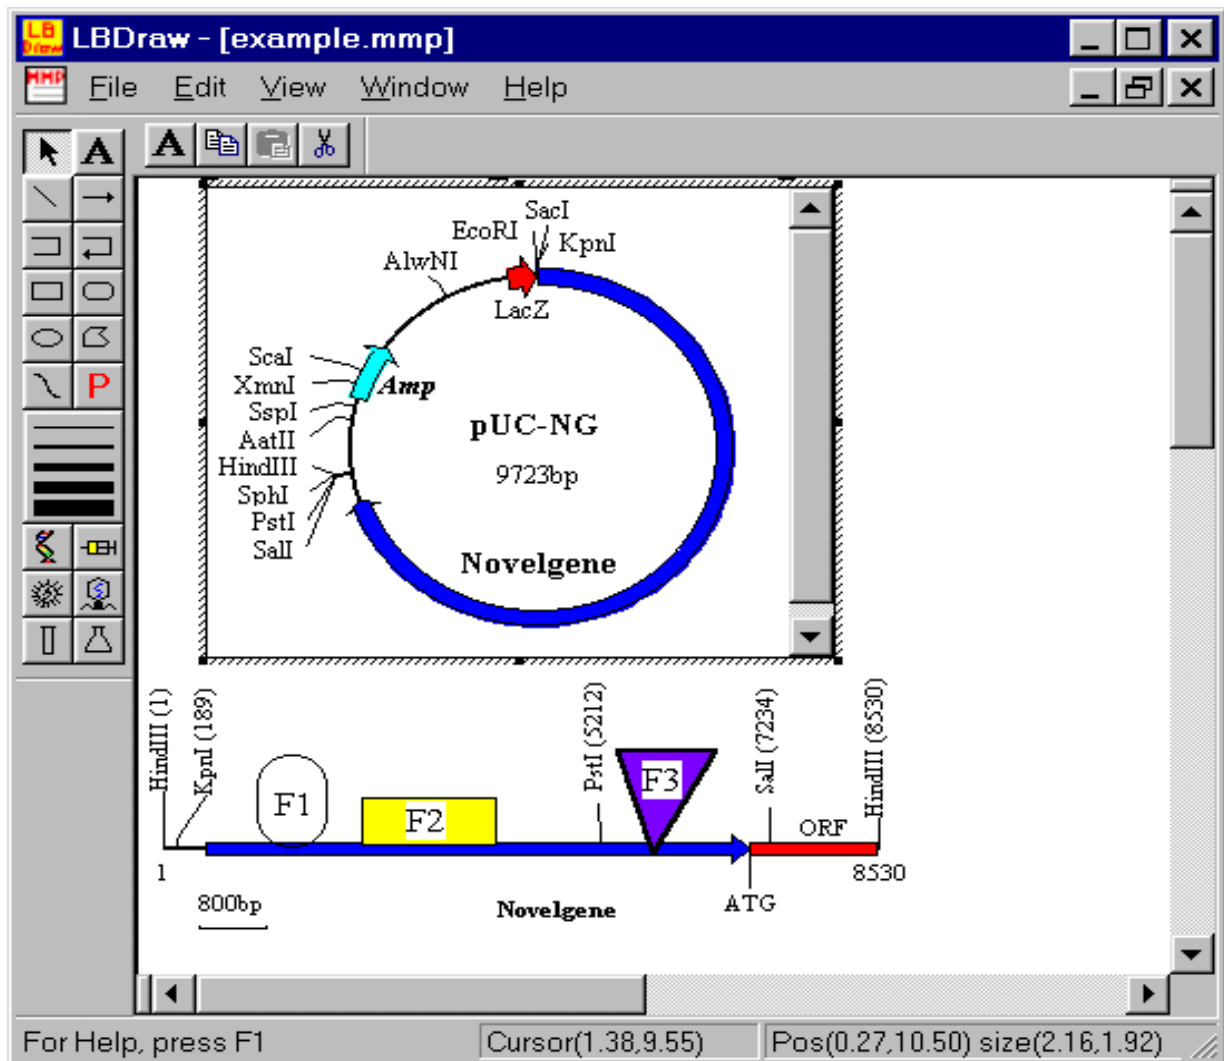 LB
Draw
LBDraw - [example.mmp]
MMP
File Edit View Window Help
A
A
P
SacI
EcoRI
KpnI
AlwNI
LacZ
ScaI
XmnI
Amp
SspI
AatII
pUC-NG
HindIII
9723bp
SphI
PstI
SalI
Novelgene
HindIII (1)
KpnI (189)
PstI (5212)
SalI (7234)
HindIII (8530)
F1
F2
F3
ORF
1
8530
800bp
Novelgene
ATG
For Help, press F1
Cursor(1.38,9.55)
Pos(0.27,10.50) size(2.16,1.92)